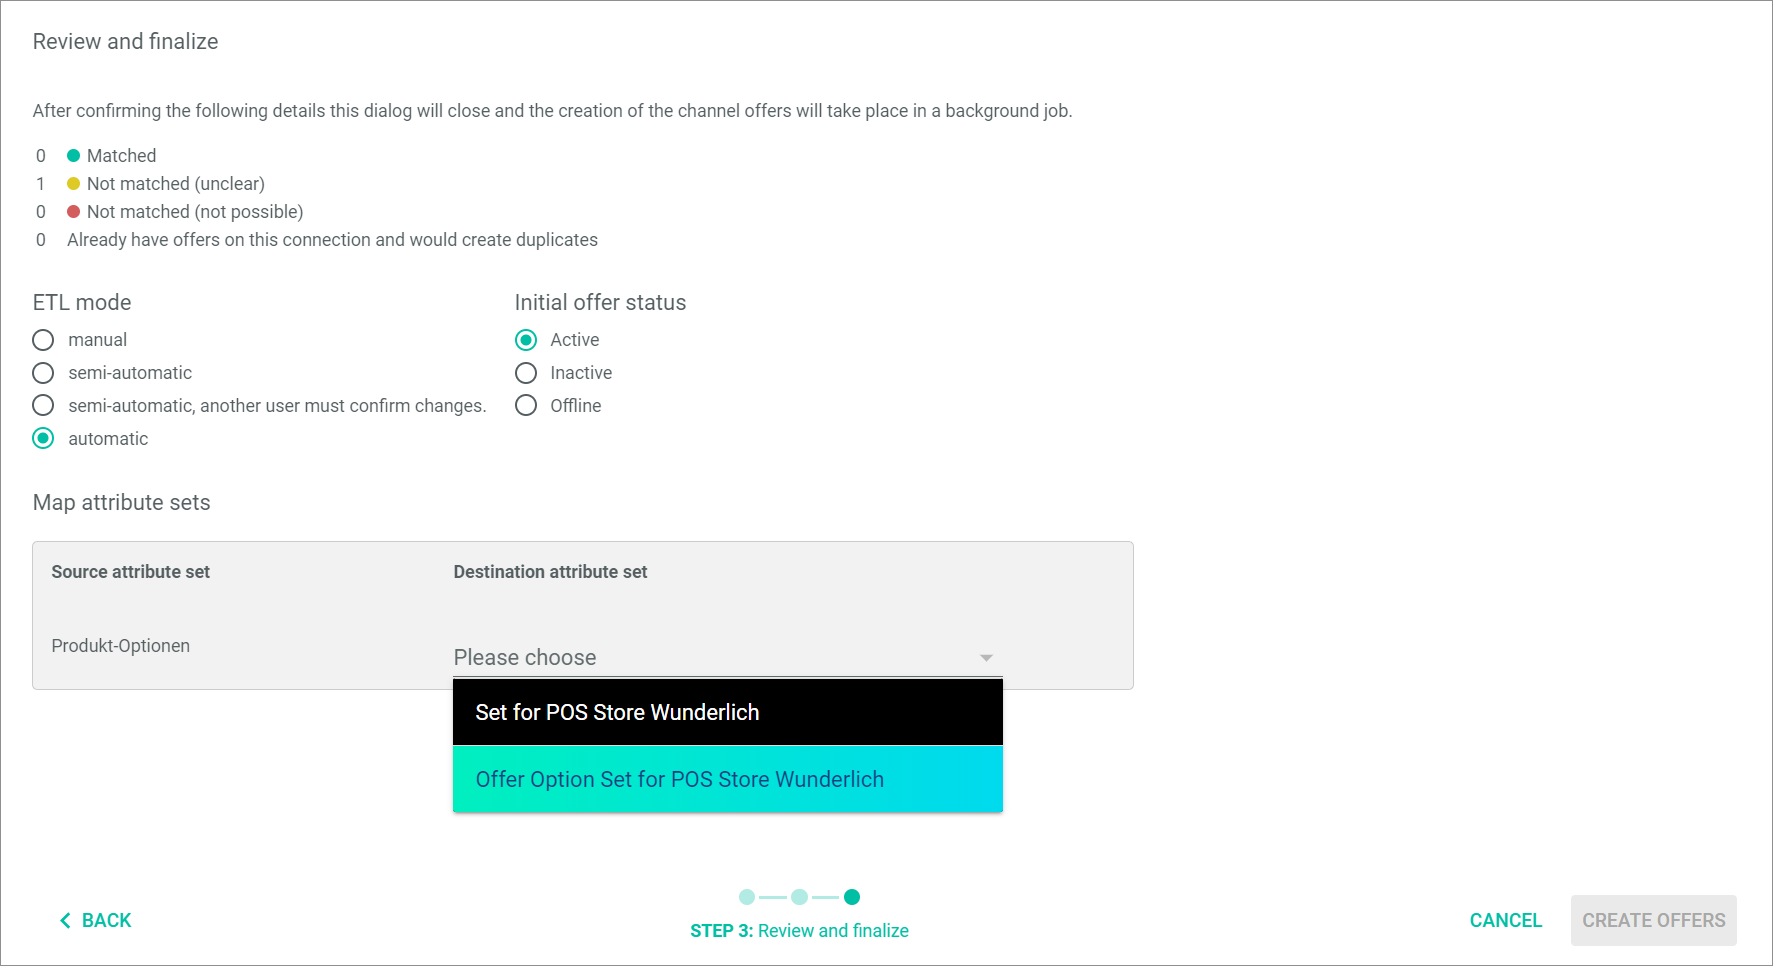 Review and finalize
After confirming the following details this dialog will close and the creation of the channel offers will take place in a background job.
0 Matched
1 Not matched (unclear)
0 Not matched (not possible)
0 Already have offers on this connection and would create duplicates
ETL mode
manual
semi-automatic
semi-automatic, another user must confirm changes.
automatic
Initial offer status
Active
Inactive
Offline
Map attribute sets
Source attribute set Destination attribute set
Produkt-Optionen Please choose
Set for POS Store Wunderlich
Offer Option Set for POS Store Wunderlich
BACK
STEP 3: Review and finalize
CANCEL
CREATE OFFERS